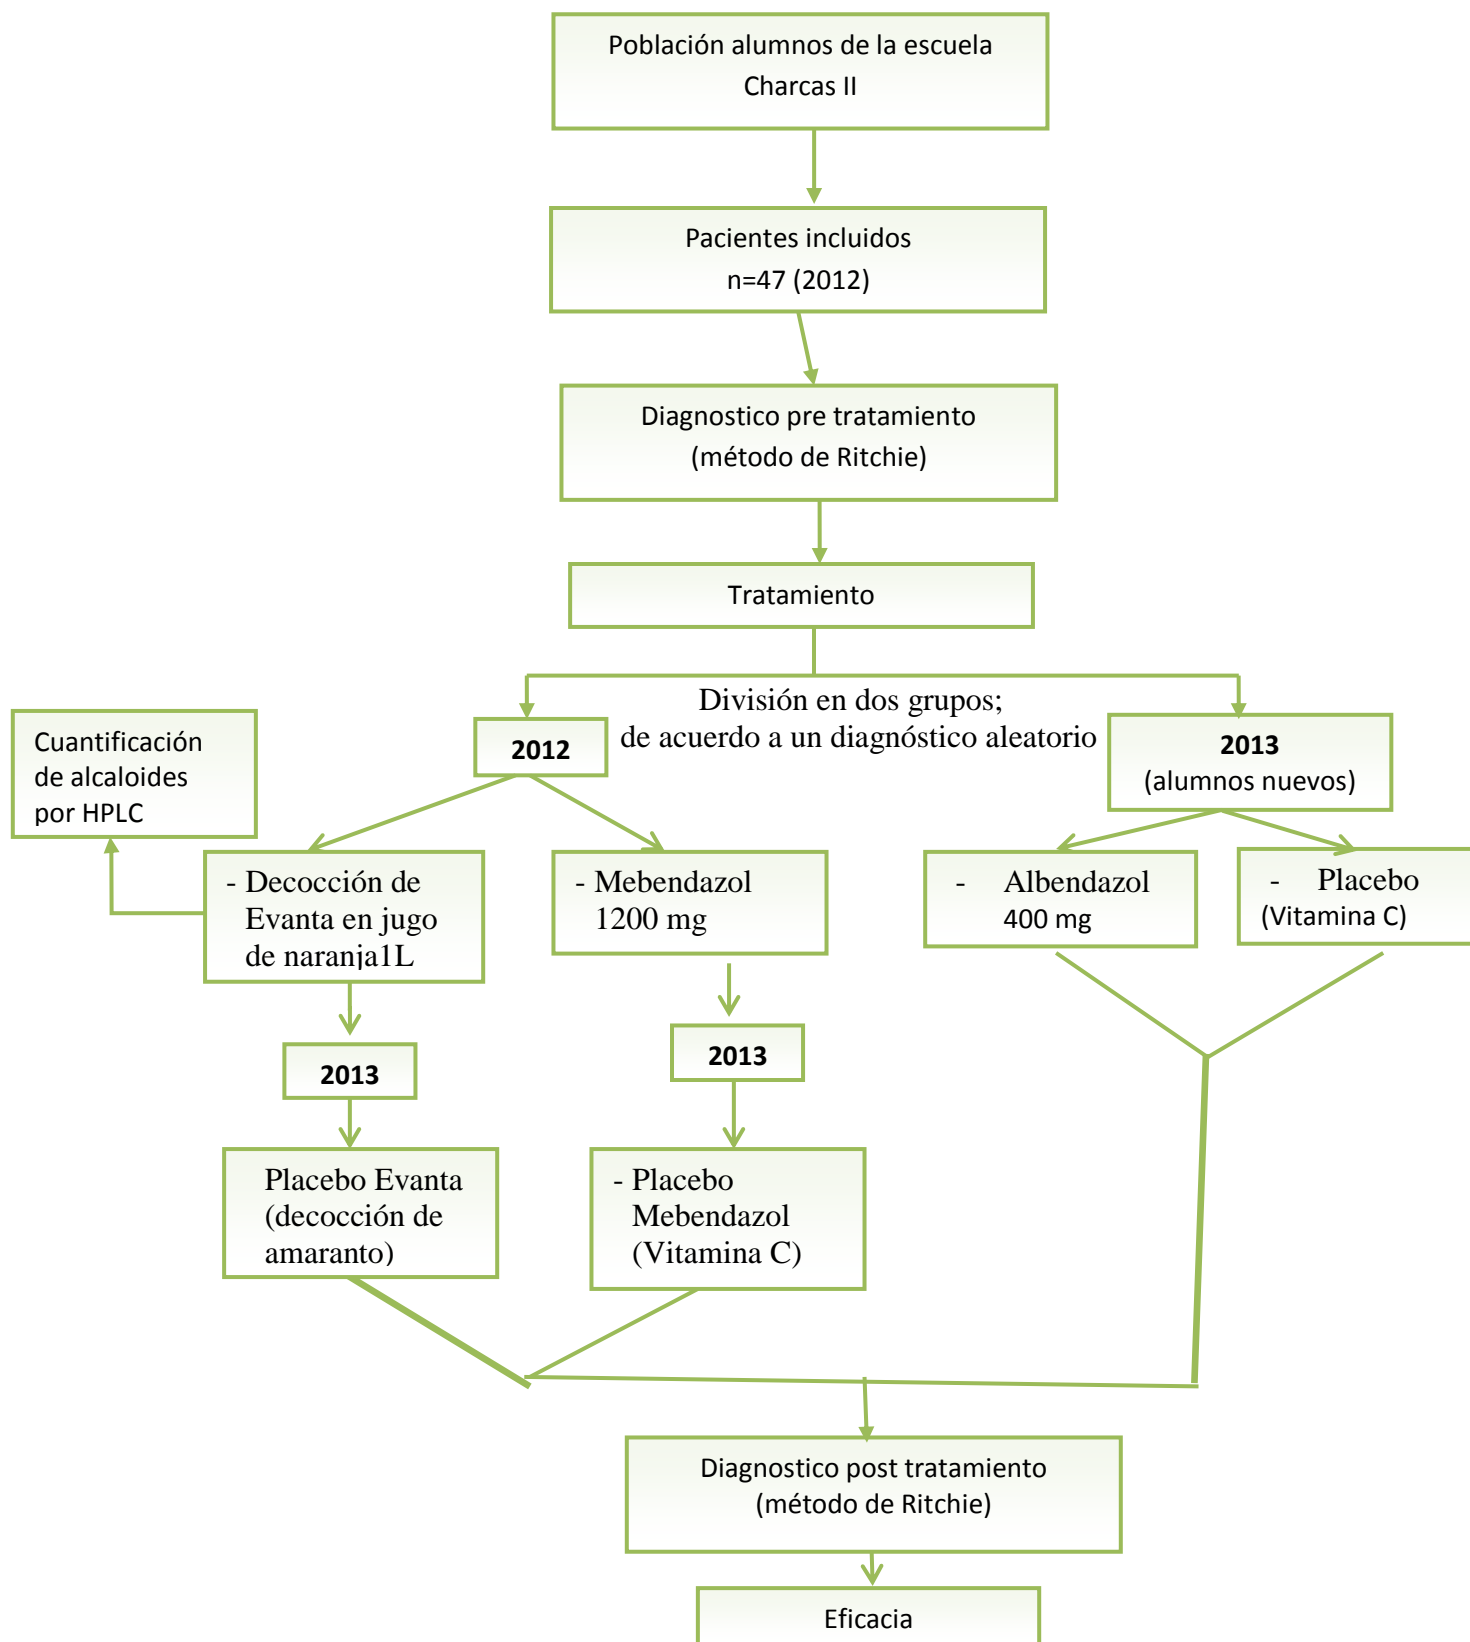 Población alumnos de la escuela
Charcas II
Pacientes incluidos
n=47 (2012)
Diagnostico pre tratamiento
(método de Ritchie)
Tratamiento
División en dos grupos;
de acuerdo a un diagnóstico aleatorio
2012
2013
(alumnos nuevos)
Cuantificación
de alcaloides
por HPLC
- Decocción de
Evanta en jugo
de naranja1L
- Mebendazol
1200 mg
- Albendazol
400 mg
- Placebo
(Vitamina C)
2013
2013
Placebo Evanta
(decocción de
amaranto)
- Placebo
Mebendazol
(Vitamina C)
Diagnostico post tratamiento
(método de Ritchie)
Eficacia